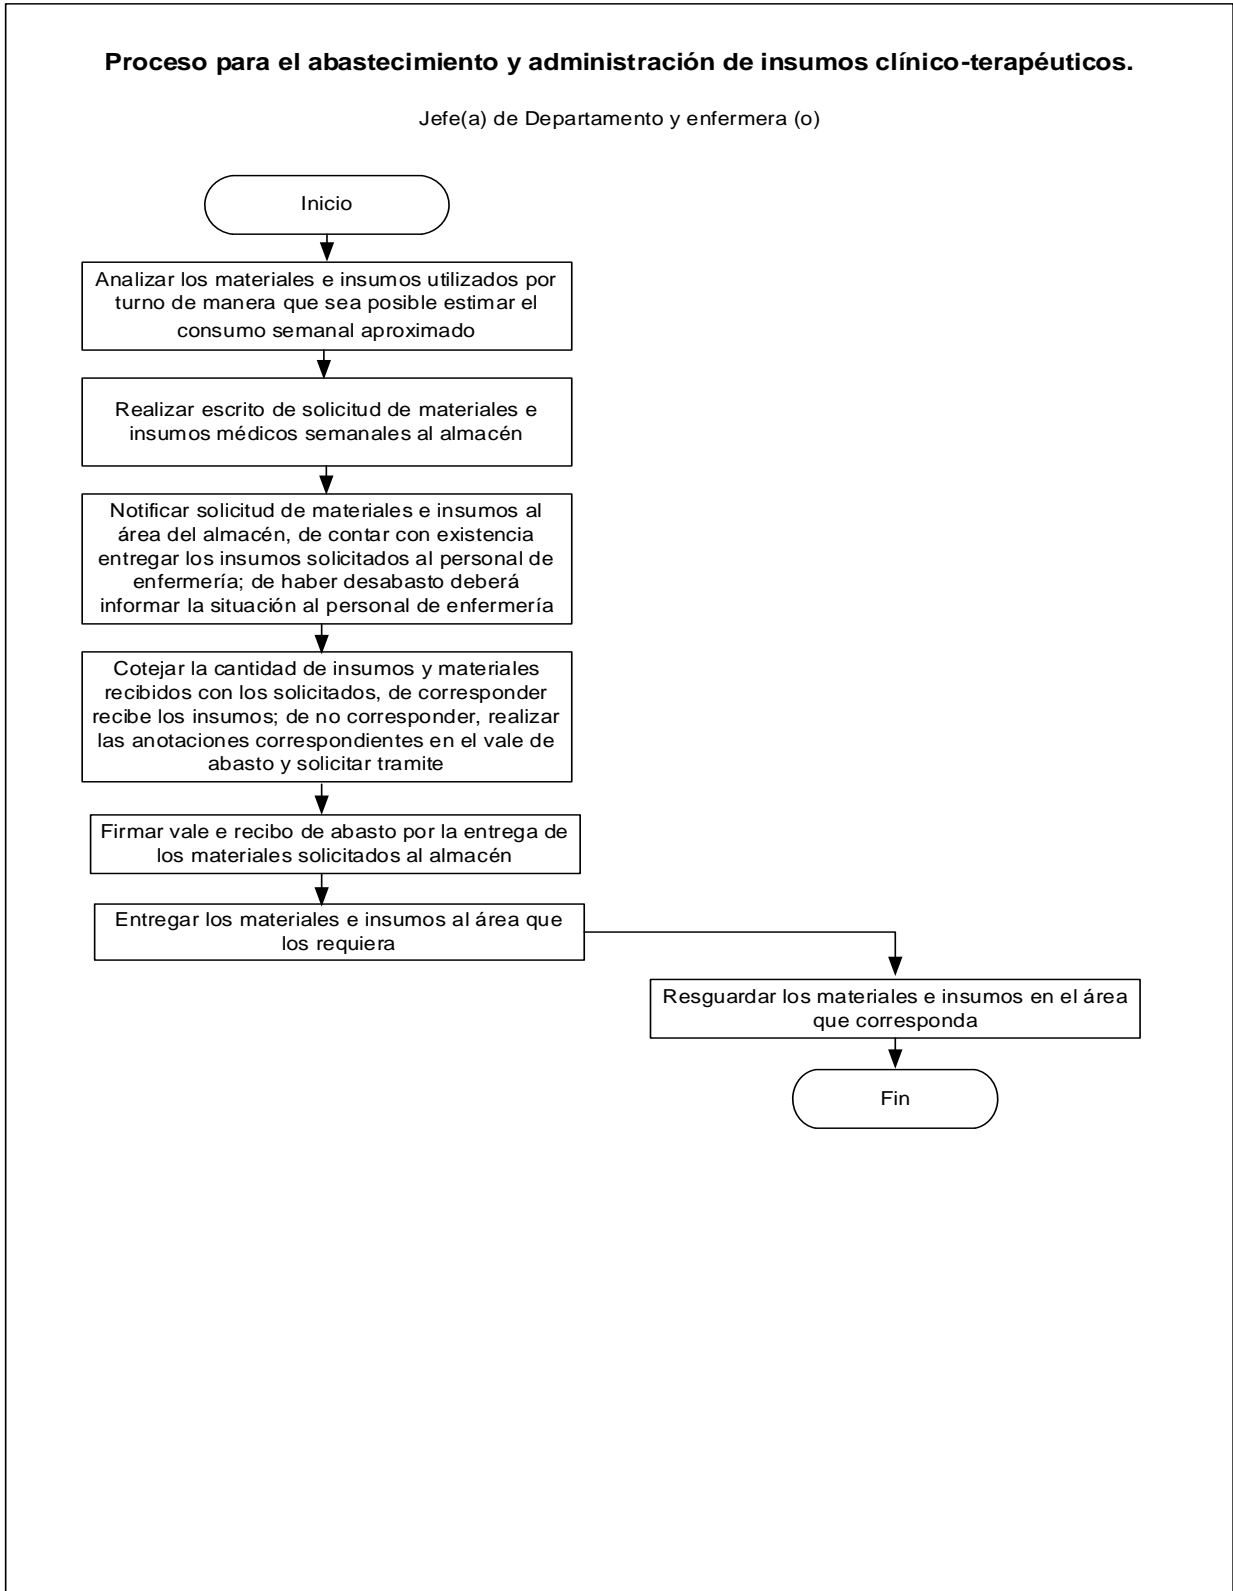 Proceso para el abastecimiento y administración de insumos clínico-terapéuticos.
Jefe(a) de Departamento y enfermera (o)
Inicio
Analizar los materiales e insumos utilizados por
turno de manera que sea posible estimar el
consumo semanal aproximado
Realizar escrito de solicitud de materiales e
insumos médicos semanales al almacén
Notificar solicitud de materiales e insumos al
área del almacén, de contar con existencia
entregar los insumos solicitados al personal de
enfermería; de haber desabasto deberá
informar la situación al personal de enfermería
Cotejar la cantidad de insumos y materiales
recibidos con los solicitados, de corresponder
recibe los insumos; de no corresponder, realizar
las anotaciones correspondientes en el vale de
abasto y solicitar tramite
Firmar vale e recibo de abasto por la entrega de
los materiales solicitados al almacén
Entregar los materiales e insumos al área que
los requiera
Resguardar los materiales e insumos en el área
que corresponda
Fin